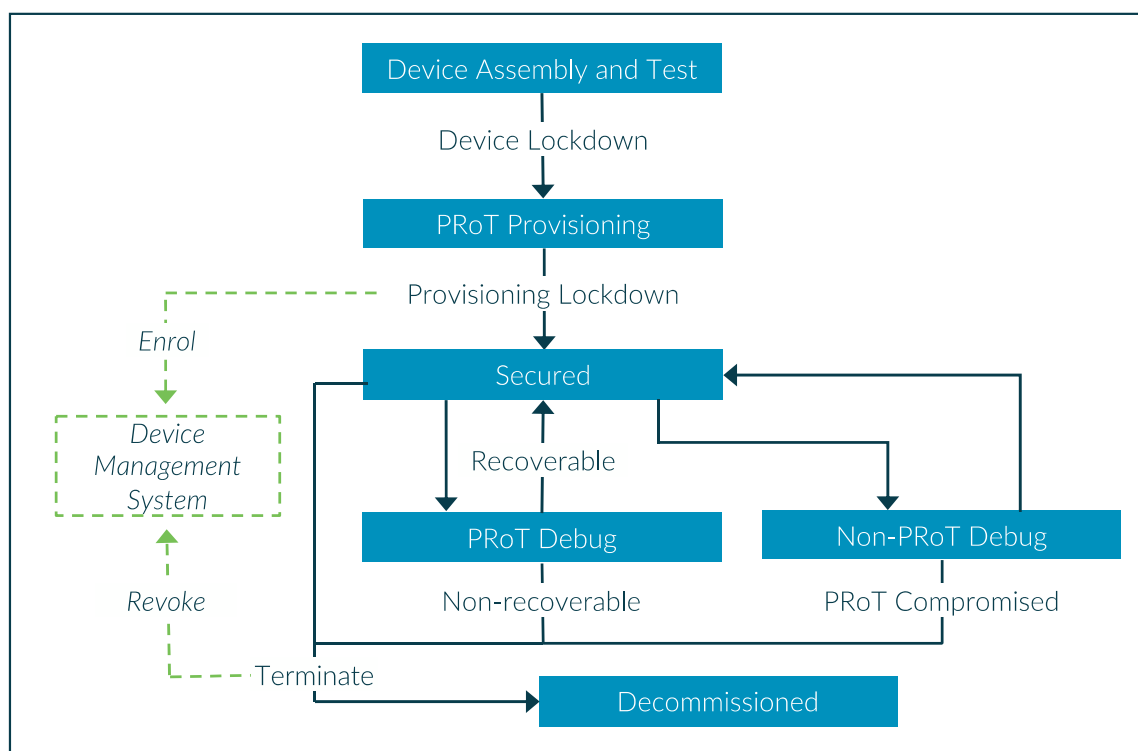 Device Assembly and Test
Device Lockdown
PRoT Provisioning
Provisioning Lockdown
Enrol
Secured
Device
Management
System
Recoverable
PRoT Debug
Non-PRoT Debug
Revoke
Non-recoverable
PRoT Compromised
Terminate
Decommissioned